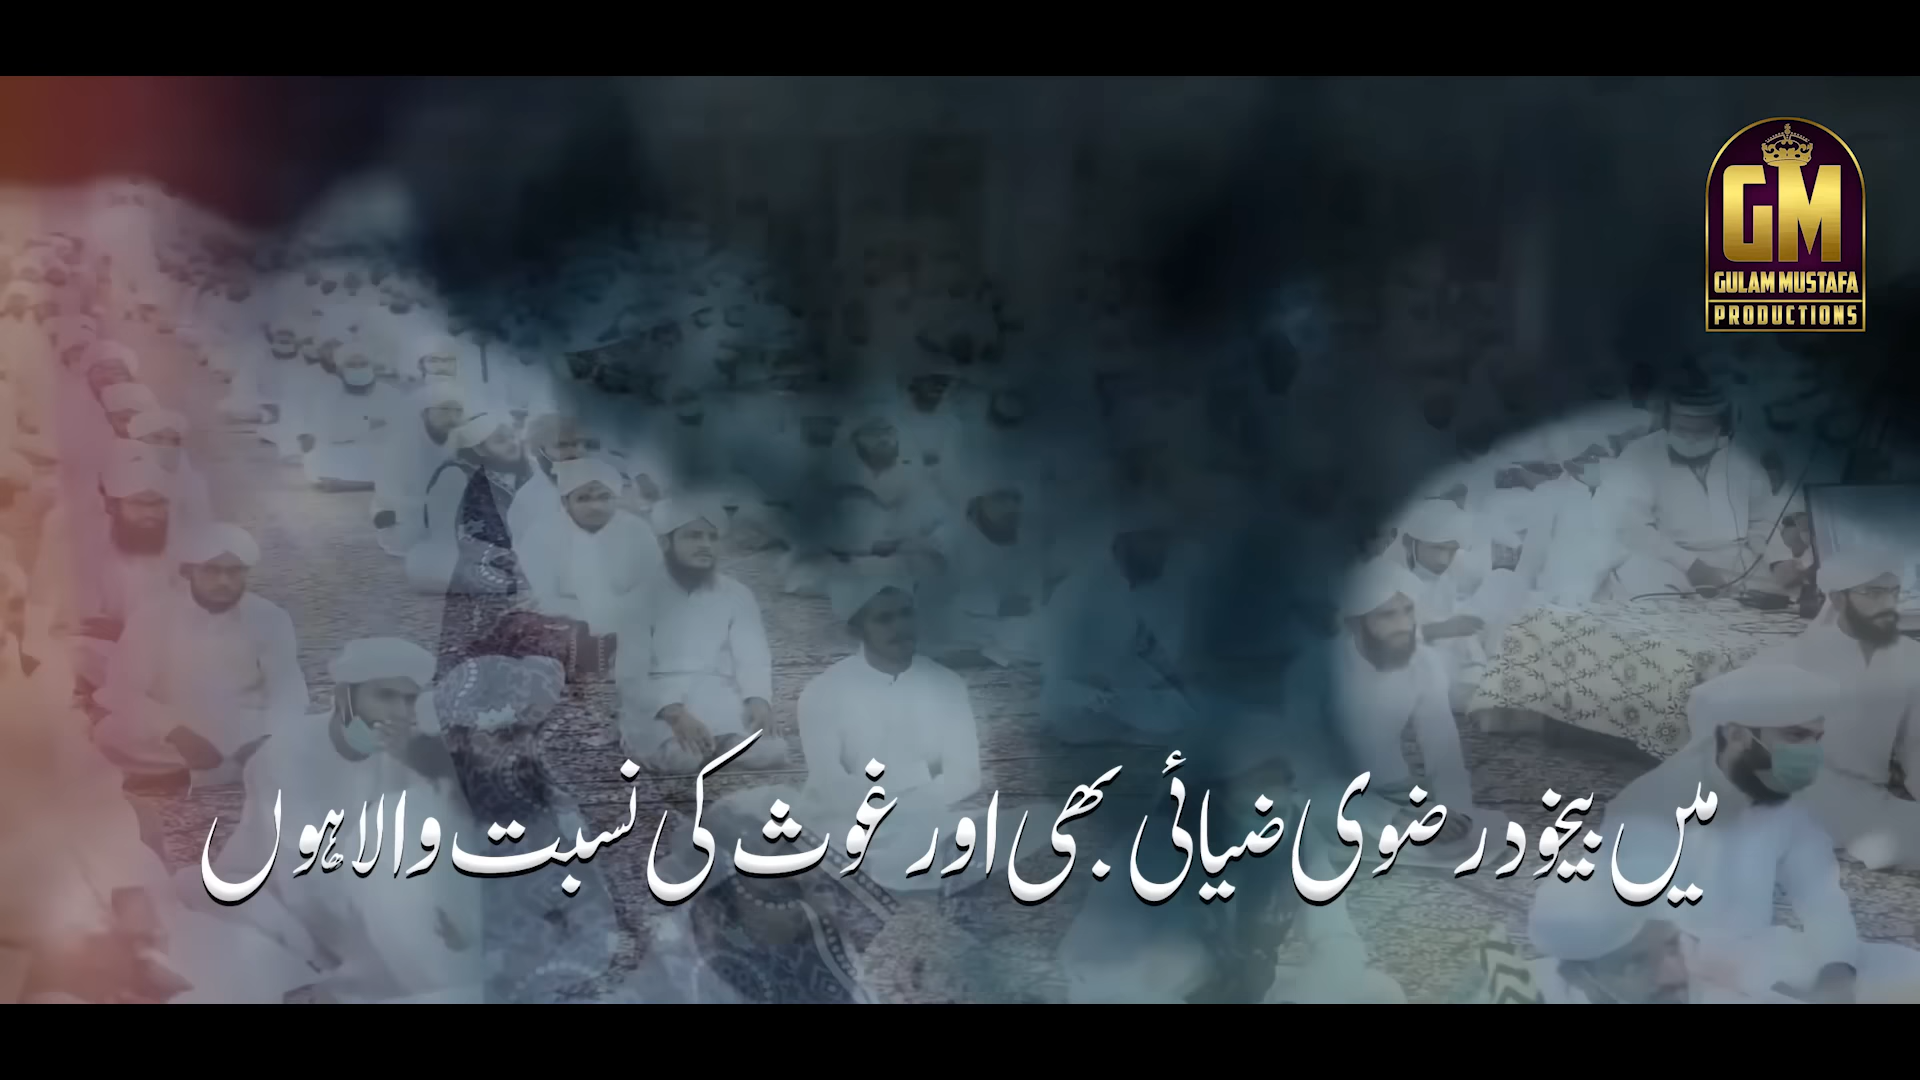 GM
GULAM MUSTAFA
PRODUCTIONS
میں بیخود رضوی ضیائی بھی اور غوث کی نسبت والا ہوں